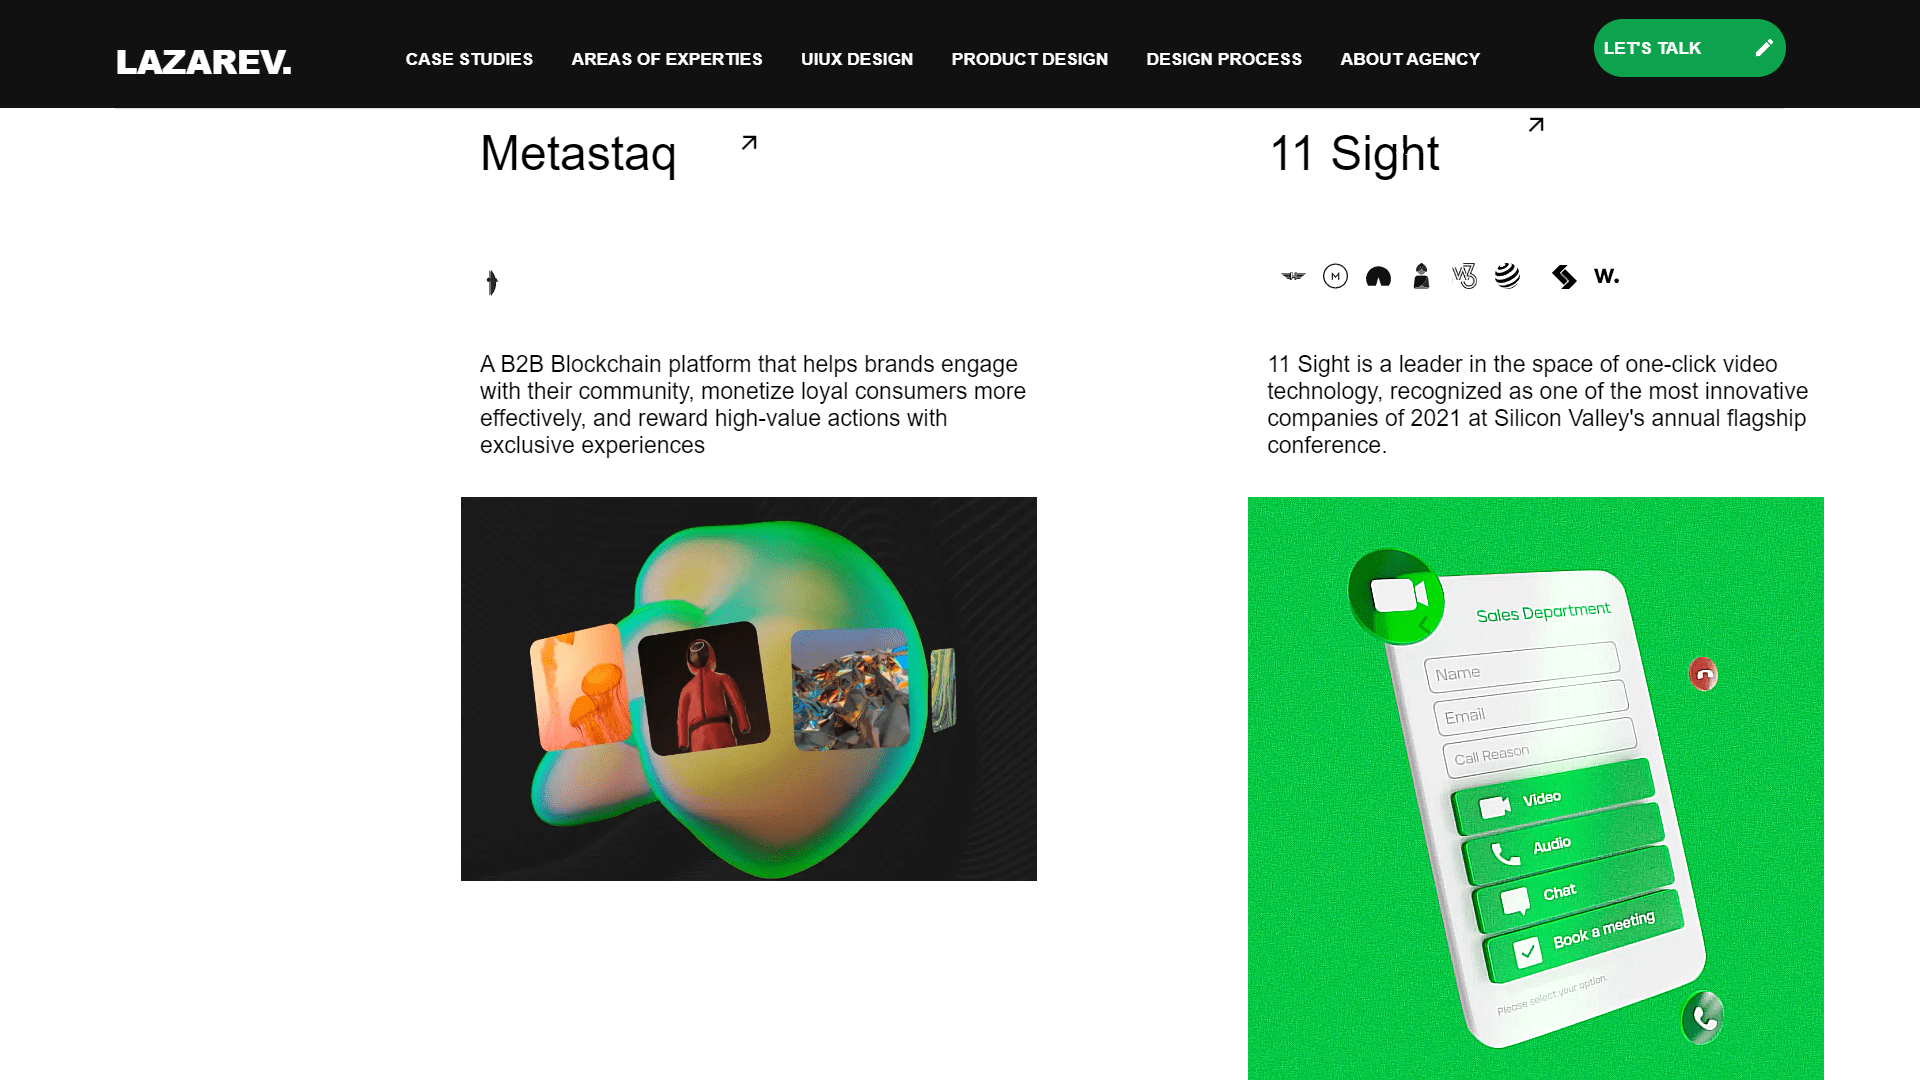 LAZAREV.
CASE STUDIES
AREAS OF EXPERTIES
UIUX DESIGN
PRODUCT DESIGN
DESIGN PROCESS
ABOUT AGENCY
LET'S TALK
Metastaq
A B2B Blockchain platform that helps brands engage
with their community, monetize loyal consumers more
effectively, and reward high-value actions with
exclusive experiences
11 Sight
M
W3
W.
11 Sight is a leader in the space of one-click video
technology, recognized as one of the most innovative
companies of 2021 at Silicon Valley's annual flagship
conference.
Sales Department
Name
Email
Call Reason
Video
Audio
Chat
Book a meeting
Please select your option.